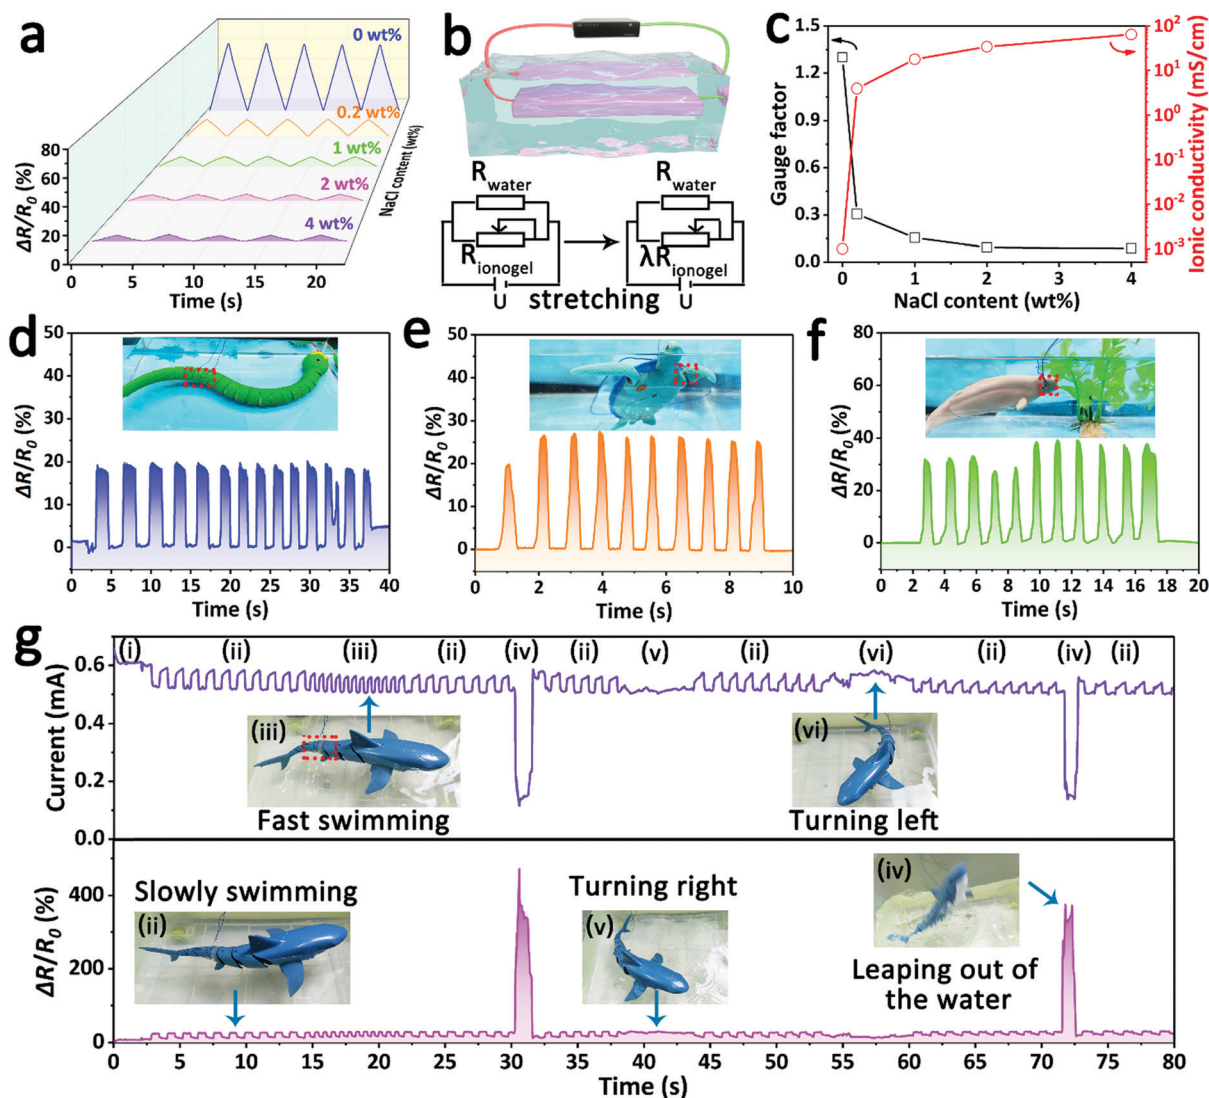 a
0 wt%
0.2 wt%
1 wt%
2 wt%
4 wt%
NaCl content (wt%)
80
60
40
20
0
ΔR/R0 (%)
0 5 10 15 20
Time (s)
b
Rwater
Rionogel
U
stretching
Rwater
λRionogel
U
c
1.5
1.2
0.9
0.6
0.3
0.0
Gauge factor
10^2
10^1
10^0
10^-1
10^-2
10^-3
Ionic conductivity (mS/cm)
0 1 2 3 4
NaCl content (wt%)
d
50
40
30
20
10
0
ΔR/R0 (%)
0 5 10 15 20 25 30 35 40
Time (s)
e
50
40
30
20
10
0
ΔR/R0 (%)
0 2 4 6 8 10
Time (s)
f
80
60
40
20
0
ΔR/R0 (%)
0 2 4 6 8 10 12 14 16 18 20
Time (s)
g
(i) (ii) (iii) (ii) (iv) (ii) (v) (ii) (vi) (ii) (iv) (ii)
0.6
0.4
0.2
0.0
Current (mA)
(iii)
Fast swimming
(vi)
Turning left
400
200
0
ΔR/R0 (%)
Slowly swimming
(ii)
Turning right
(v)
(iv)
Leaping out of
the water
0 5 10 15 20 25 30 35 40 45 50 55 60 65 70 75 80
Time (s)